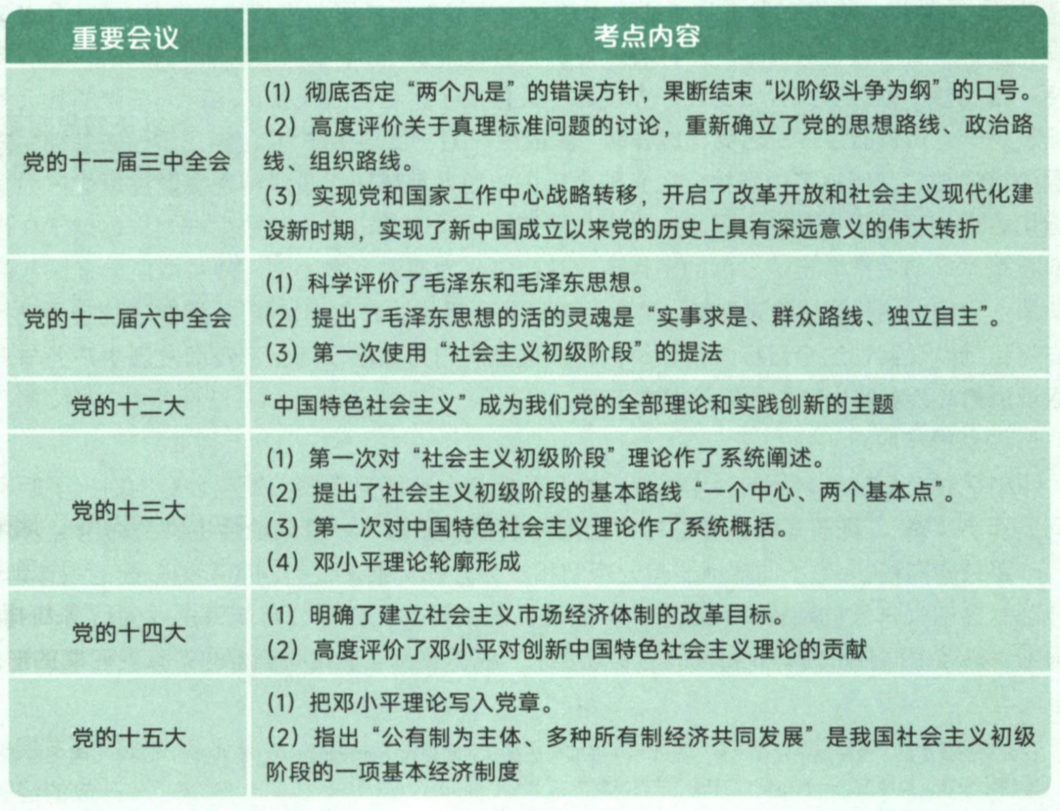 重要会议
考点内容
党的十一届三中全会
(1) 彻底否定“两个凡是”的错误方针，果断结束“以阶级斗争为纲”的口号。
(2) 高度评价关于真理标准问题的讨论，重新确立了党的思想路线、政治路
线、组织路线。
(3) 实现党和国家工作中心战略转移，开启了改革开放和社会主义现代化建
设新时期，实现了新中国成立以来党的历史上具有深远意义的伟大转折
党的十一届六中全会
(1) 科学评价了毛泽东和毛泽东思想。
(2) 提出了毛泽东思想的活的灵魂是“实事求是、群众路线、独立自主”。
(3) 第一次使用“社会主义初级阶段”的提法
党的十二大
“中国特色社会主义”成为我们党的全部理论和实践创新的主题
党的十三大
(1) 第一次对“社会主义初级阶段”理论作了系统阐述。
(2) 提出了社会主义初级阶段的基本路线“一个中心、两个基本点”。
(3) 第一次对中国特色社会主义理论作了系统概括。
(4) 邓小平理论轮廓形成
党的十四大
(1) 明确了建立社会主义市场经济体制的改革目标。
(2) 高度评价了邓小平对创新中国特色社会主义理论的贡献
党的十五大
(1) 把邓小平理论写入党章。
(2) 指出“公有制为主体、多种所有制经济共同发展”是我国社会主义初级
阶段的一项基本经济制度